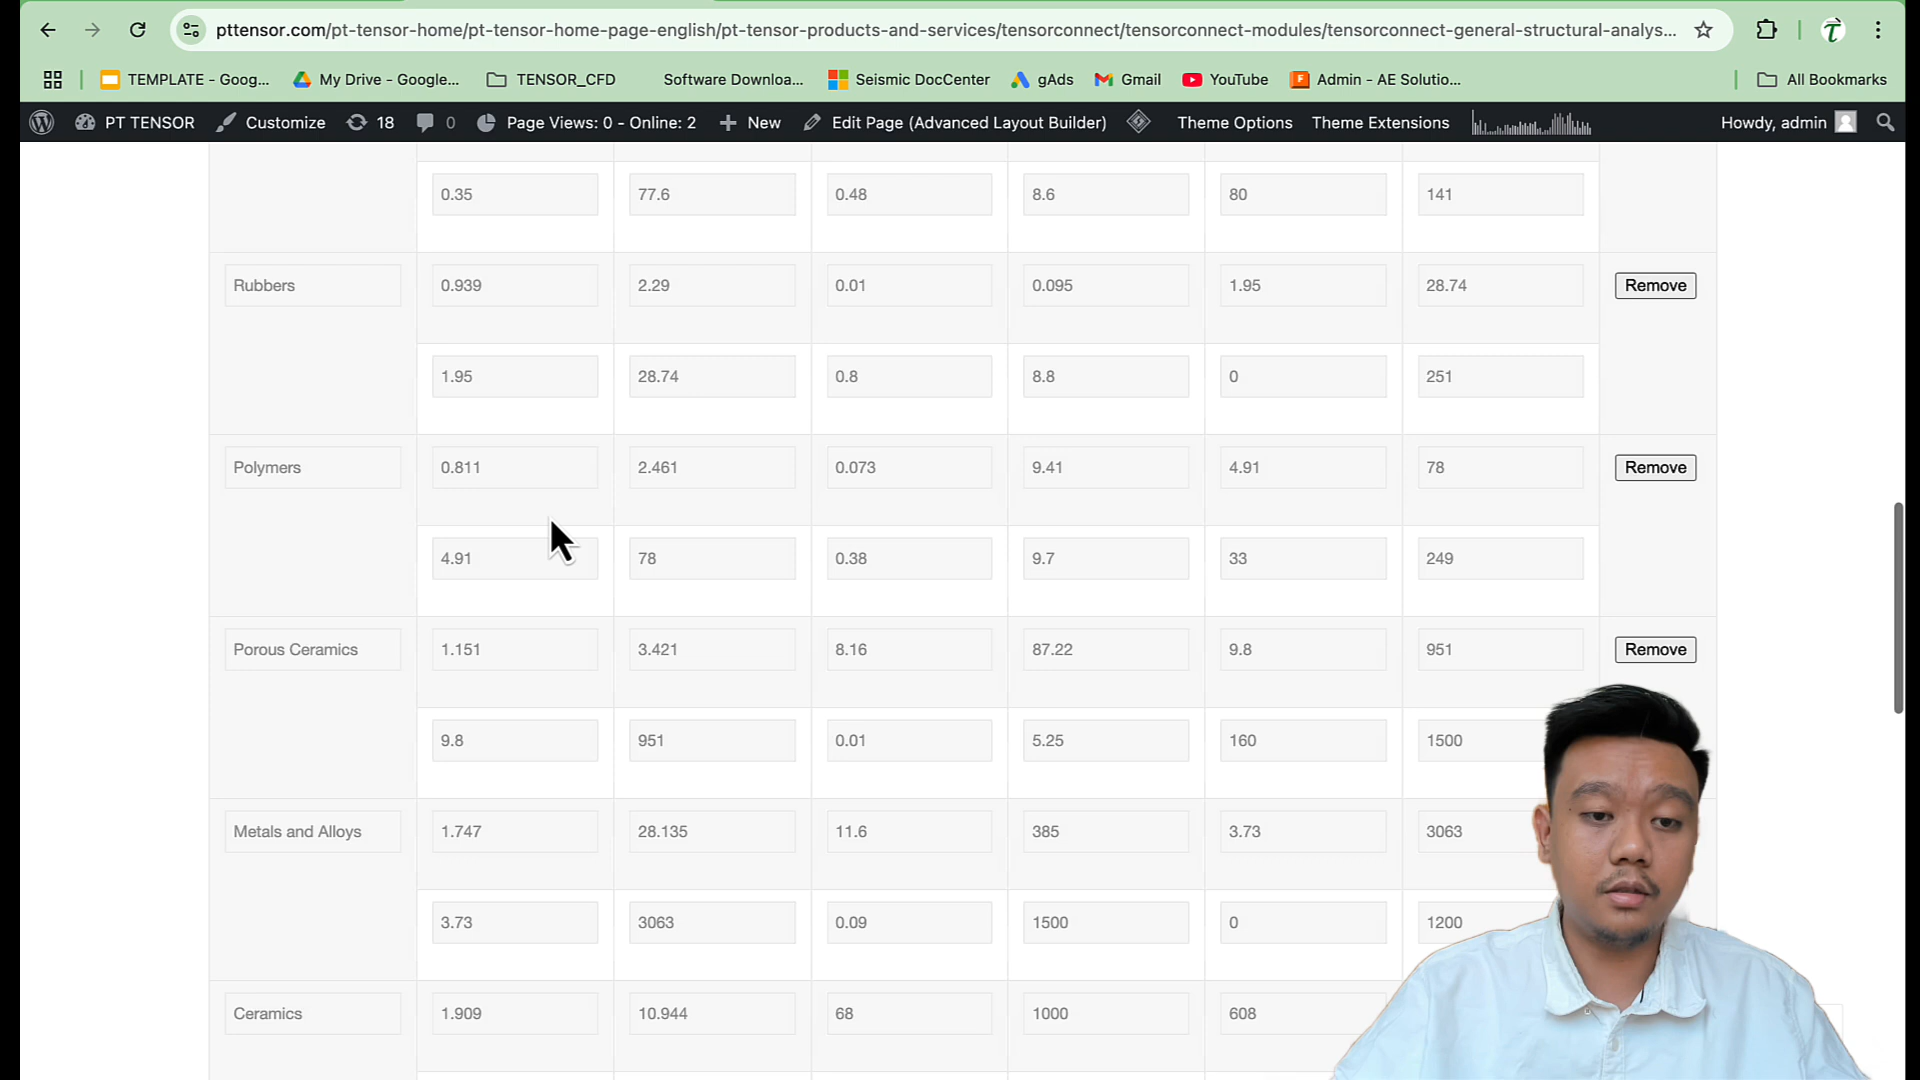 pttensor.com/pt-tensor-home/pt-tensor-home-page-english/pt-tensor-products-and-services/tensorconnect/tensorconnect-modules/tensorconnect-general-structural-analys...
TEMPLATE - Goog... My Drive - Google... TENSOR_CFD Software Downloa... Seismic DocCenter gAds Gmail YouTube Admin - AE Solutio... All Bookmarks
PT TENSOR Customize 18 0 Page Views: 0 - Online: 2 New Edit Page (Advanced Layout Builder) Theme Options Theme Extensions Howdy, admin
0.35 77.6 0.48 8.6 80 141
Rubbers 0.939 2.29 0.01 0.095 1.95 28.74 Remove
1.95 28.74 0.8 8.8 0 251
Polymers 0.811 2.461 0.073 9.41 4.91 78 Remove
4.91 78 0.38 9.7 33 249
Porous Ceramics 1.151 3.421 8.16 87.22 9.8 951 Remove
9.8 951 0.01 5.25 160 1500
Metals and Alloys 1.747 28.135 11.6 385 3.73 3063
3.73 3063 0.09 1500 0 1200
Ceramics 1.909 10.944 68 1000 608